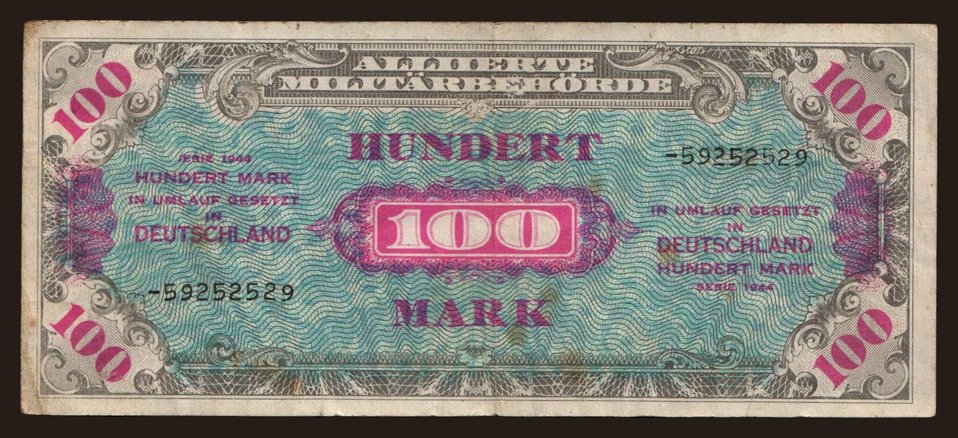 ALLIIERTE
MILITÄRBEHÖRDE
100
100
HUNDERT
-59252529
SERIE 1944
HUNDERT MARK
IN UMLAUF GESETZT
IN
DEUTSCHLAND
100
IN UMLAUF GESETZT
IN
DEUTSCHLAND
HUNDERT MARK
SERIE 1944
-59252529
MARK
100
100